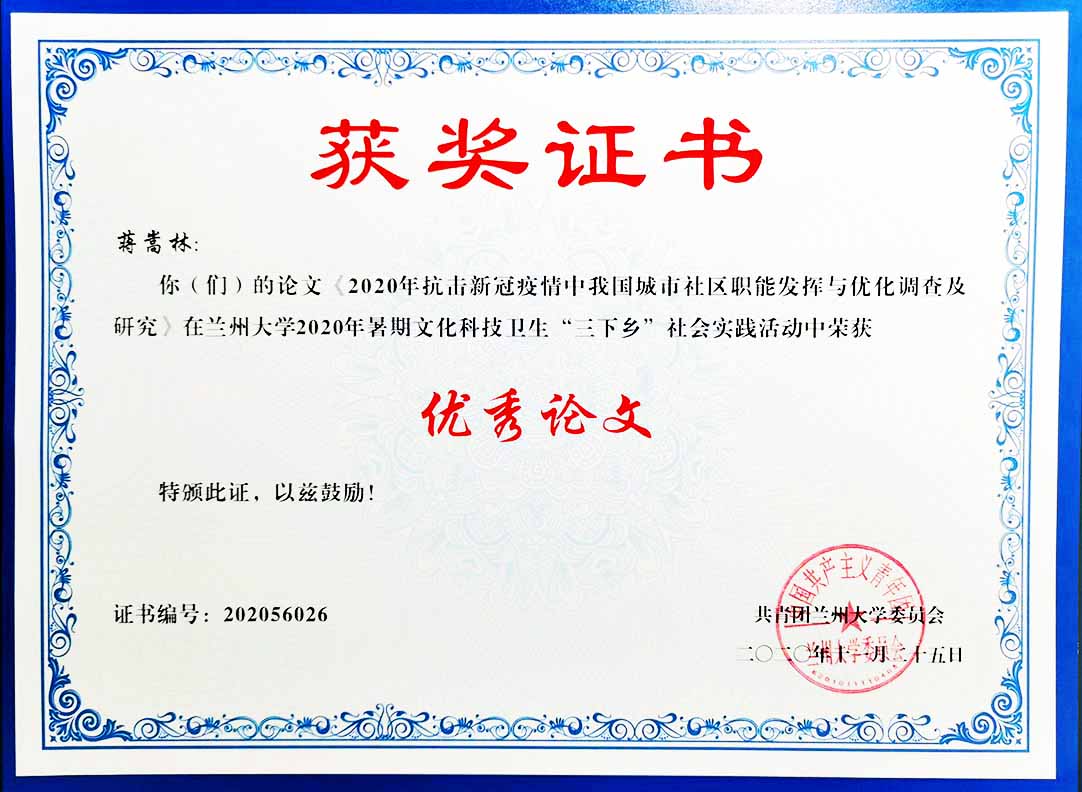 获奖证书
蒋嵩林:
你（们）的论文《2020年抗击新冠疫情中我国城市社区职能发挥与优化调查及
研究》在兰州大学2020年暑期文化科技卫生“三下乡”社会实践活动中荣获
优秀论文
特颁此证，以兹鼓励!
证书编号：202056026
共青团兰州大学委员会
二〇二〇年十一月二十五日
中国共产主义青年团
兰州大学委员会